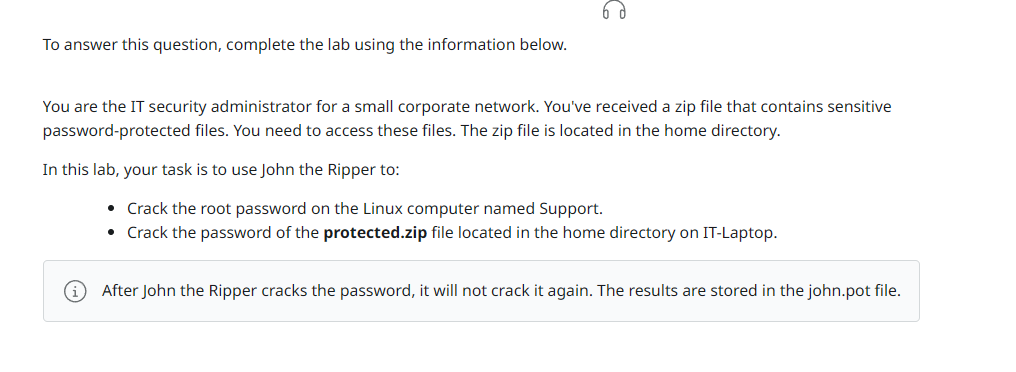 To answer this question, complete the lab using the information below.
You are the IT security administrator for a small corporate network. You've received a zip file that contains sensitive
password-protected files. You need to access these files. The zip file is located in the home directory.
In this lab, your task is to use John the Ripper to:
• Crack the root password on the Linux computer named Support.
• Crack the password of the protected.zip file located in the home directory on IT-Laptop.
After John the Ripper cracks the password, it will not crack it again. The results are stored in the john.pot file.